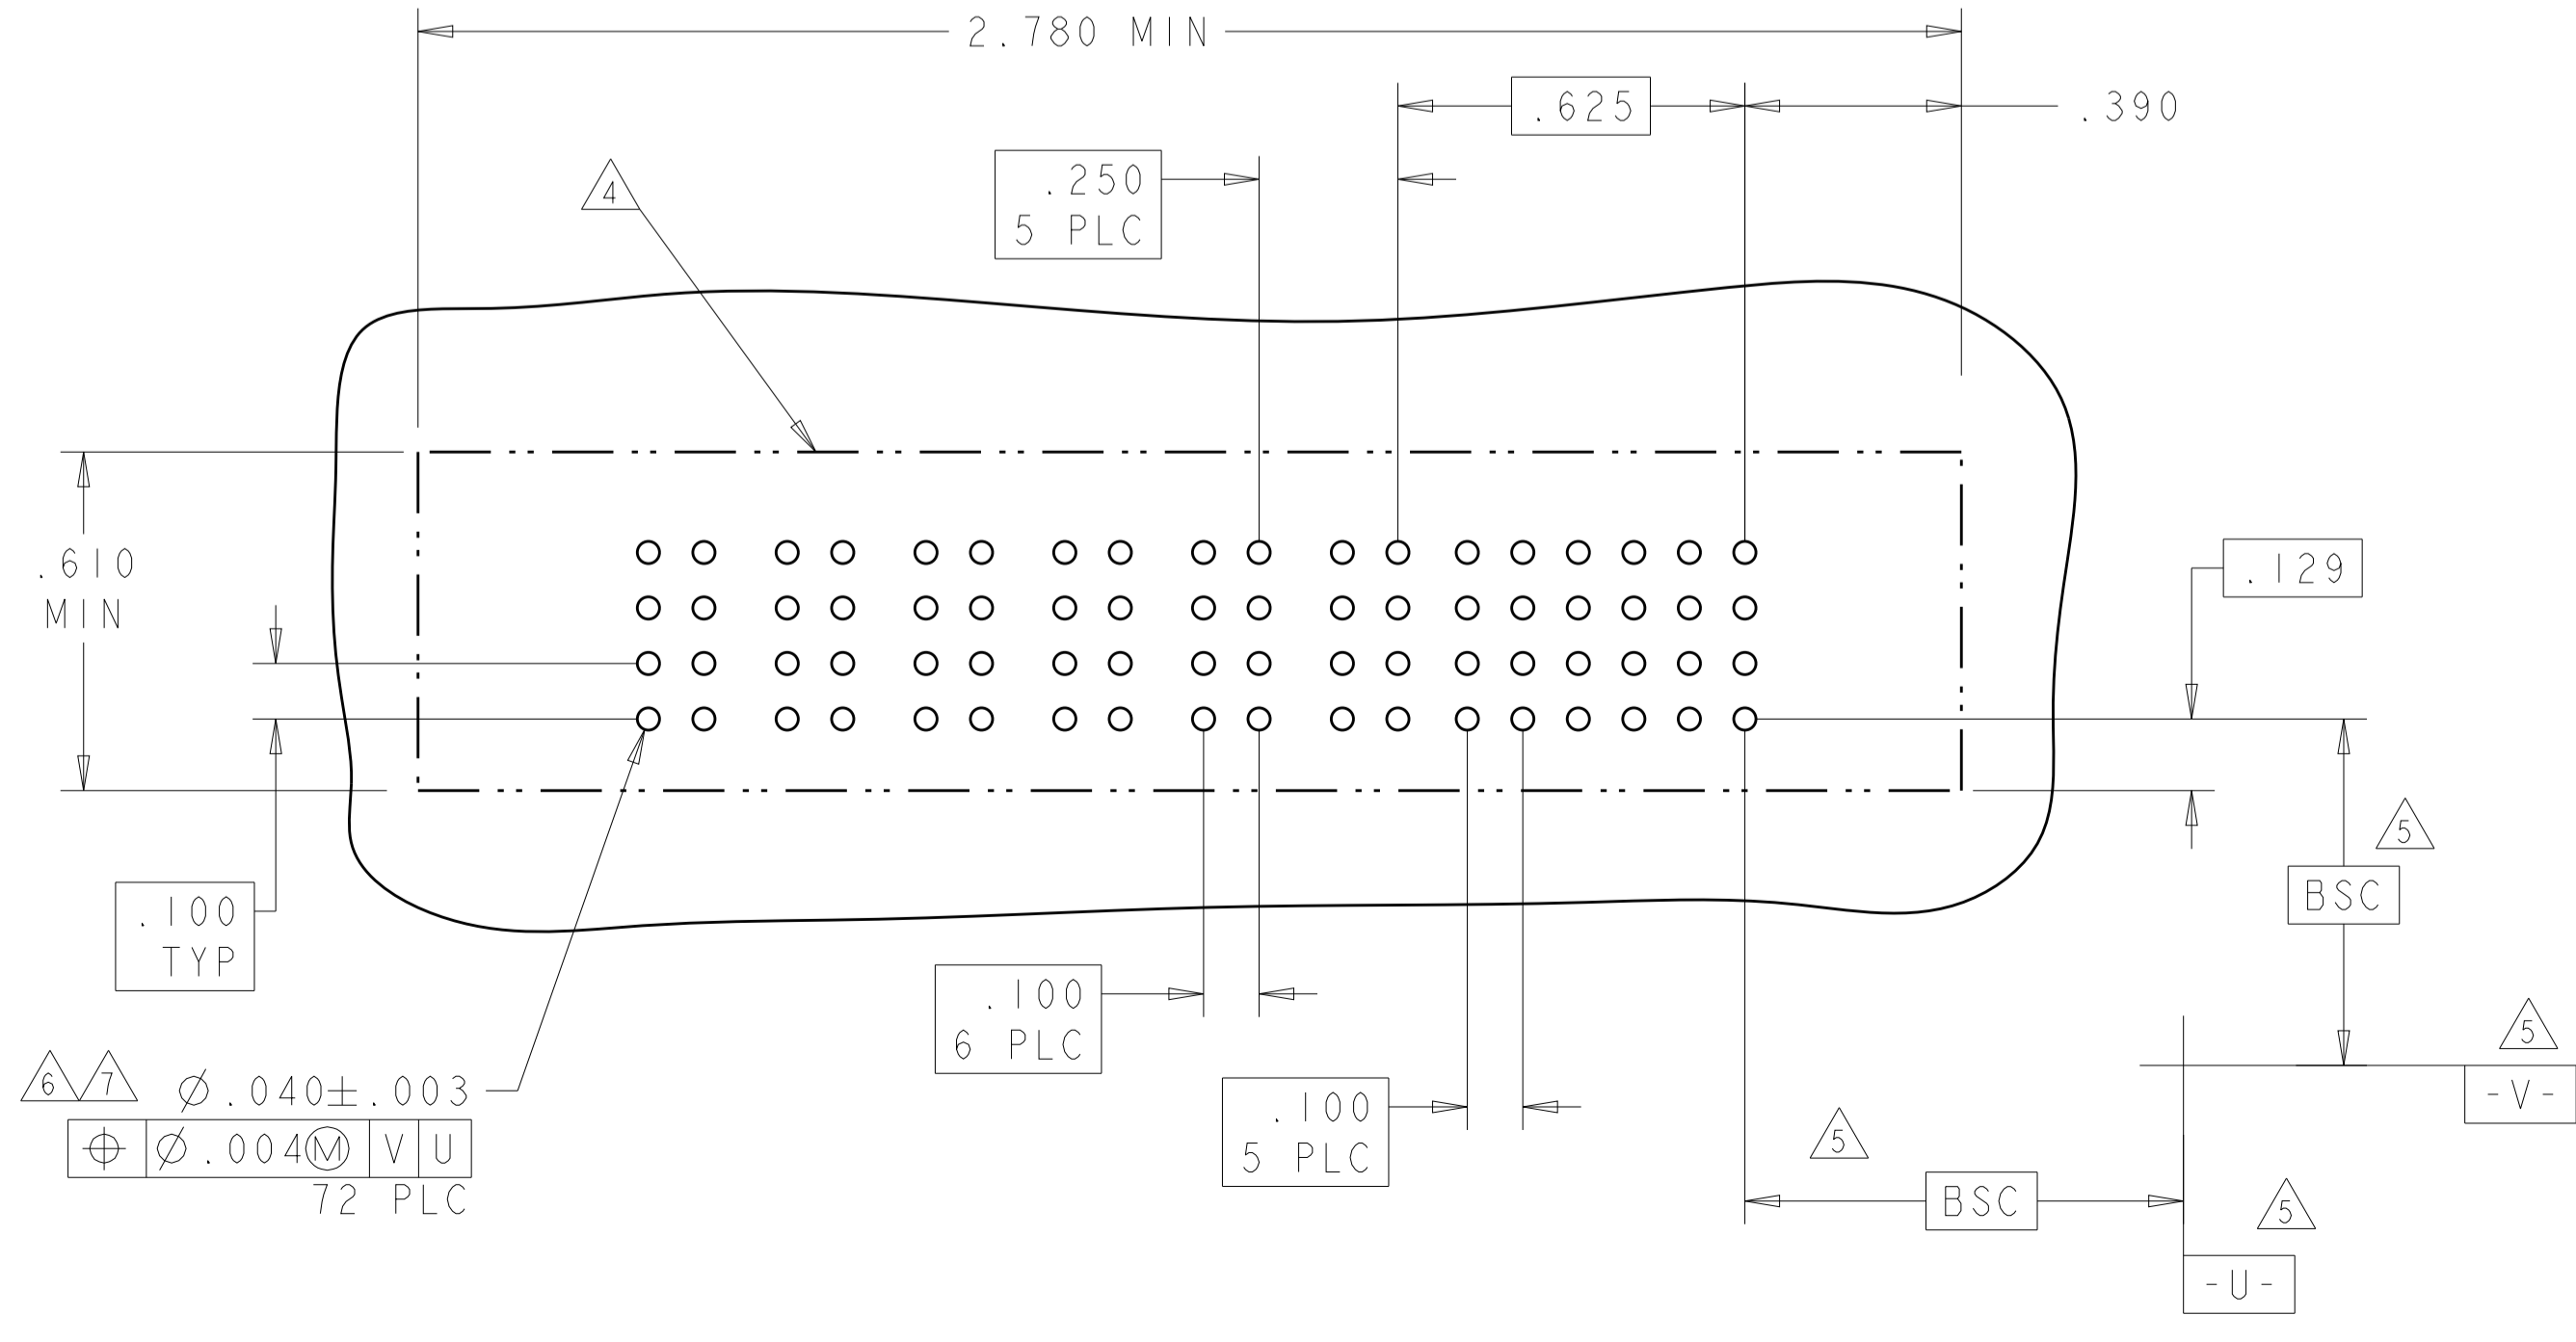 2.780 MIN
.625
.390
.250
5 PLC
4
.610
MIN
.129
5
BSC
.100
TYP
.100
6 PLC
5
-V-
6 7 ⌀.040±.003
⌖ ⌀.004Ⓜ V U
72 PLC
.100
5 PLC
5
BSC
5
-U-